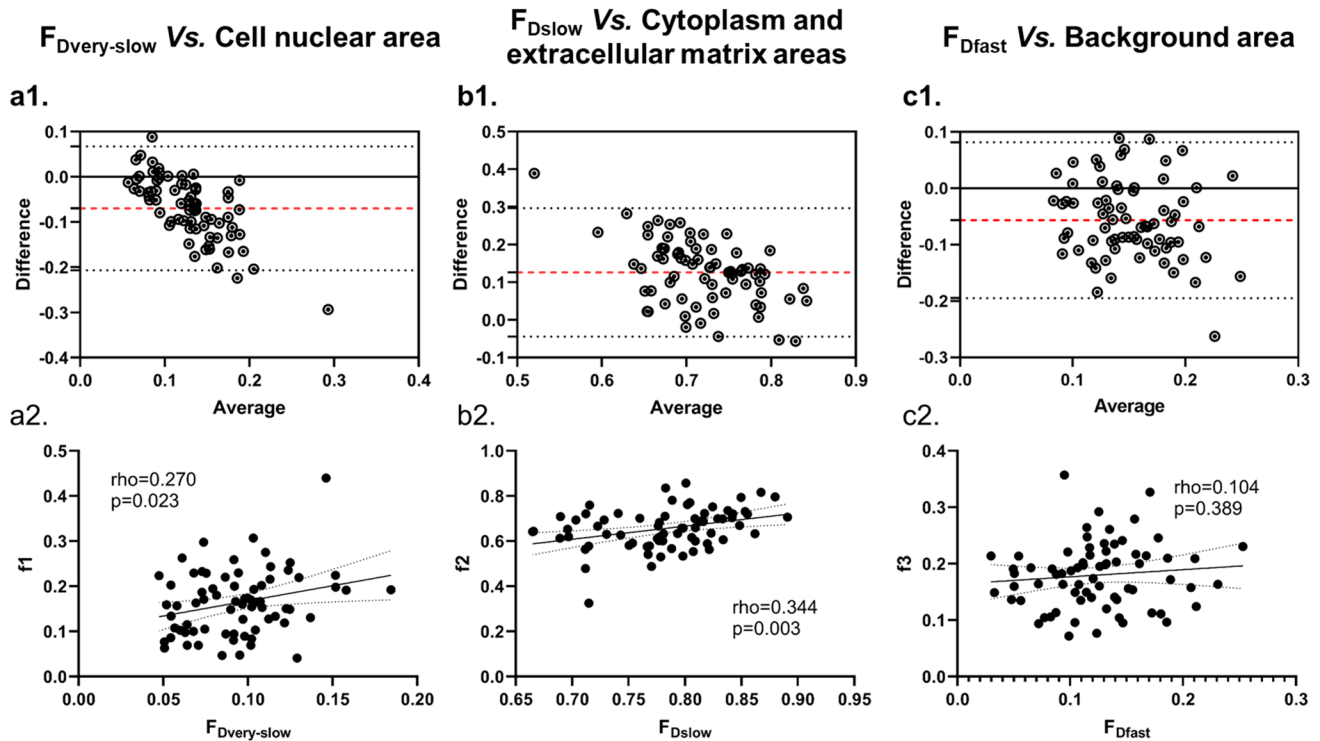 F_Dvery-slow Vs. Cell nuclear area
F_Dslow Vs. Cytoplasm and
extracellular matrix areas
F_Dfast Vs. Background area
a1.
Difference
0.1
0.0
-0.1
-0.2
-0.3
-0.4
0.0 0.1 0.2 0.3 0.4
Average
b1.
Difference
0.5
0.4
0.3
0.2
0.1
0.0
-0.1
0.5 0.6 0.7 0.8 0.9
Average
c1.
Difference
0.1
0.0
-0.1
-0.2
-0.3
0.0 0.1 0.2 0.3
Average
a2.
f1
0.5
0.4
0.3
0.2
0.1
0.0
rho=0.270
p=0.023
0.00 0.05 0.10 0.15 0.20
F_Dvery-slow
b2.
f2
1.0
0.8
0.6
0.4
0.2
0.0
rho=0.344
p=0.003
0.65 0.70 0.75 0.80 0.85 0.90 0.95
F_Dslow
c2.
f3
0.4
0.3
0.2
0.1
0.0
rho=0.104
p=0.389
0.0 0.1 0.2 0.3
F_Dfast